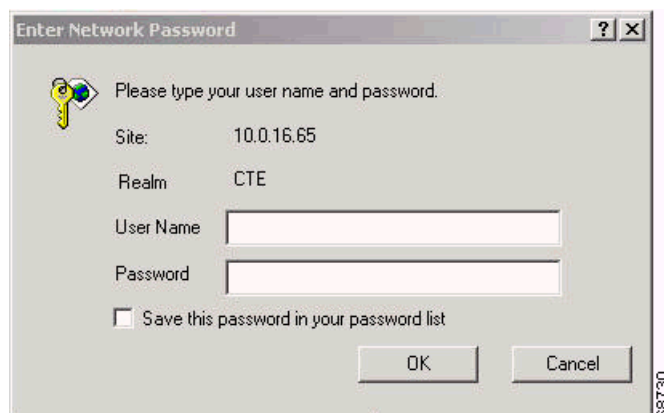 Enter Network Password
Please type your user name and password.
Site: 10.0.16.65
Realm CTE
User Name
Password
Save this password in your password list
OK Cancel